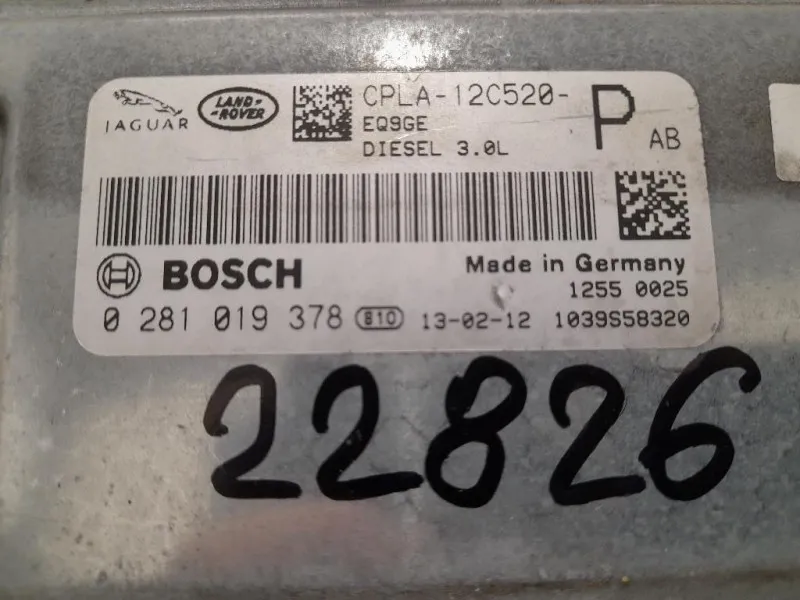 JAGUAR
LAND-
-ROVER
CPLA-12C520-
P
AB
EQ9GE
DIESEL 3.0L
BOSCH
Made in Germany
1255 0025
0 281 019 378 810 13-02-12 1039S58320
22826